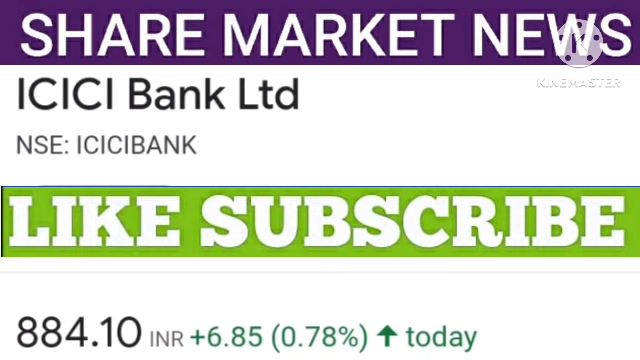 SHARE MARKET NEWS
KINEMASTER
ICICI Bank Ltd
NSE: ICICIBANK
LIKE SUBSCRIBE
884.10 INR +6.85 (0.78%) ↑ today